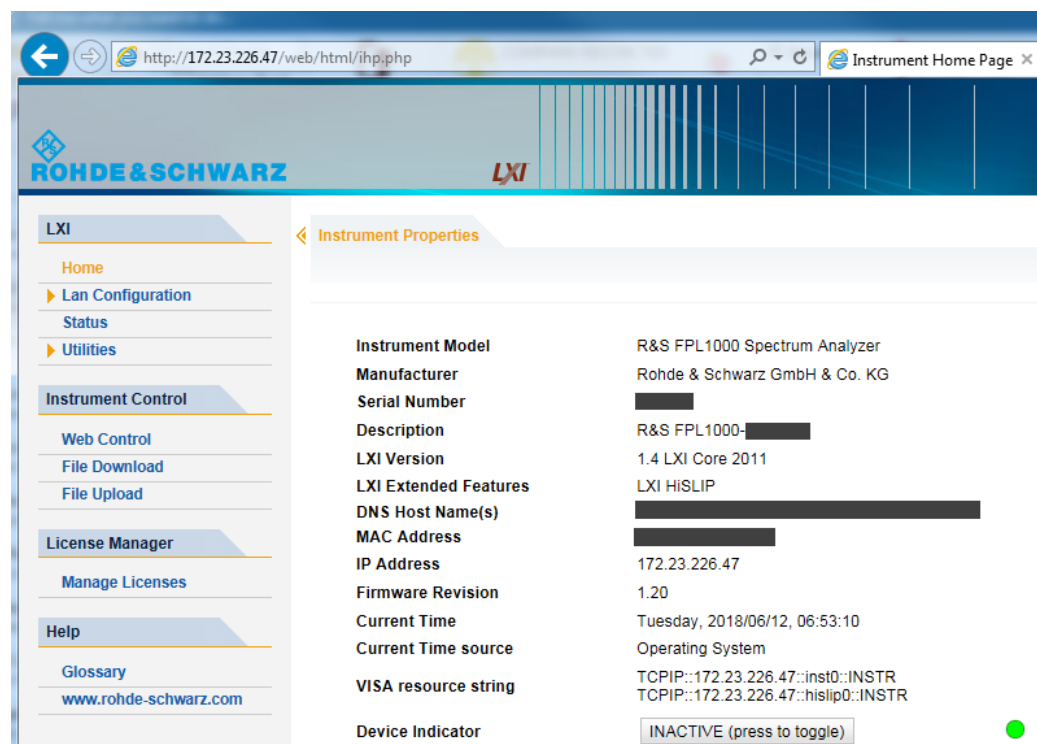 http://172.23.226.47/web/html/ihp.php
Instrument Home Page
R&S
ROHDE&SCHWARZ
LXI
LXI
Home
Lan Configuration
Status
Utilities
Instrument Control
Web Control
File Download
File Upload
License Manager
Manage Licenses
Help
Glossary
www.rohde-schwarz.com
Instrument Properties
Instrument Model R&S FPL1000 Spectrum Analyzer
Manufacturer Rohde & Schwarz GmbH & Co. KG
Serial Number
Description R&S FPL1000-
LXI Version 1.4 LXI Core 2011
LXI Extended Features LXI HiSLIP
DNS Host Name(s)
MAC Address
IP Address 172.23.226.47
Firmware Revision 1.20
Current Time Tuesday, 2018/06/12, 06:53:10
Current Time source Operating System
VISA resource string TCPIP::172.23.226.47::inst0::INSTR
TCPIP::172.23.226.47::hislip0::INSTR
Device Indicator INACTIVE (press to toggle)